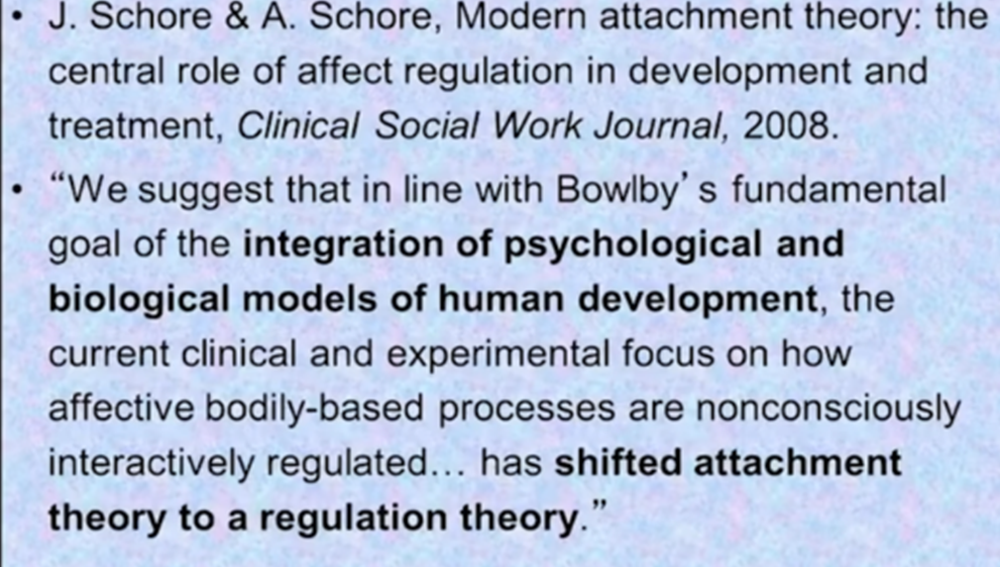 • J. Schore & A. Schore, Modern attachment theory: the
central role of affect regulation in development and
treatment, Clinical Social Work Journal, 2008.
• “We suggest that in line with Bowlby’ s fundamental
goal of the integration of psychological and
biological models of human development, the
current clinical and experimental focus on how
affective bodily-based processes are nonconsciously
interactively regulated… has shifted attachment
theory to a regulation theory.”